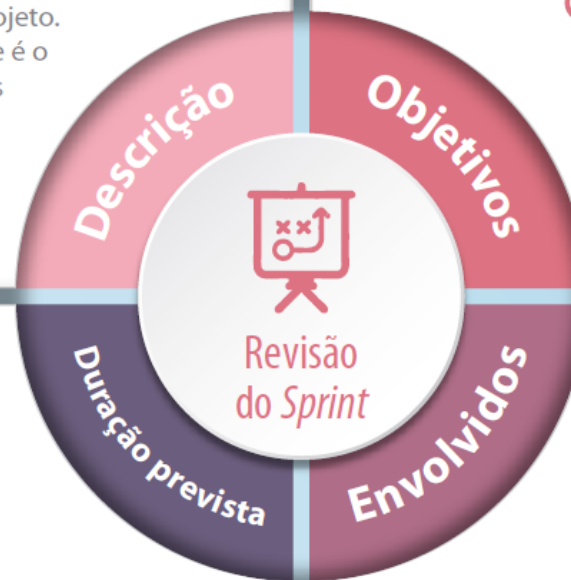 ojeto.
e é o
s
Descrição
Objetivos
Revisão
do Sprint
Duração prevista
Envolvidos